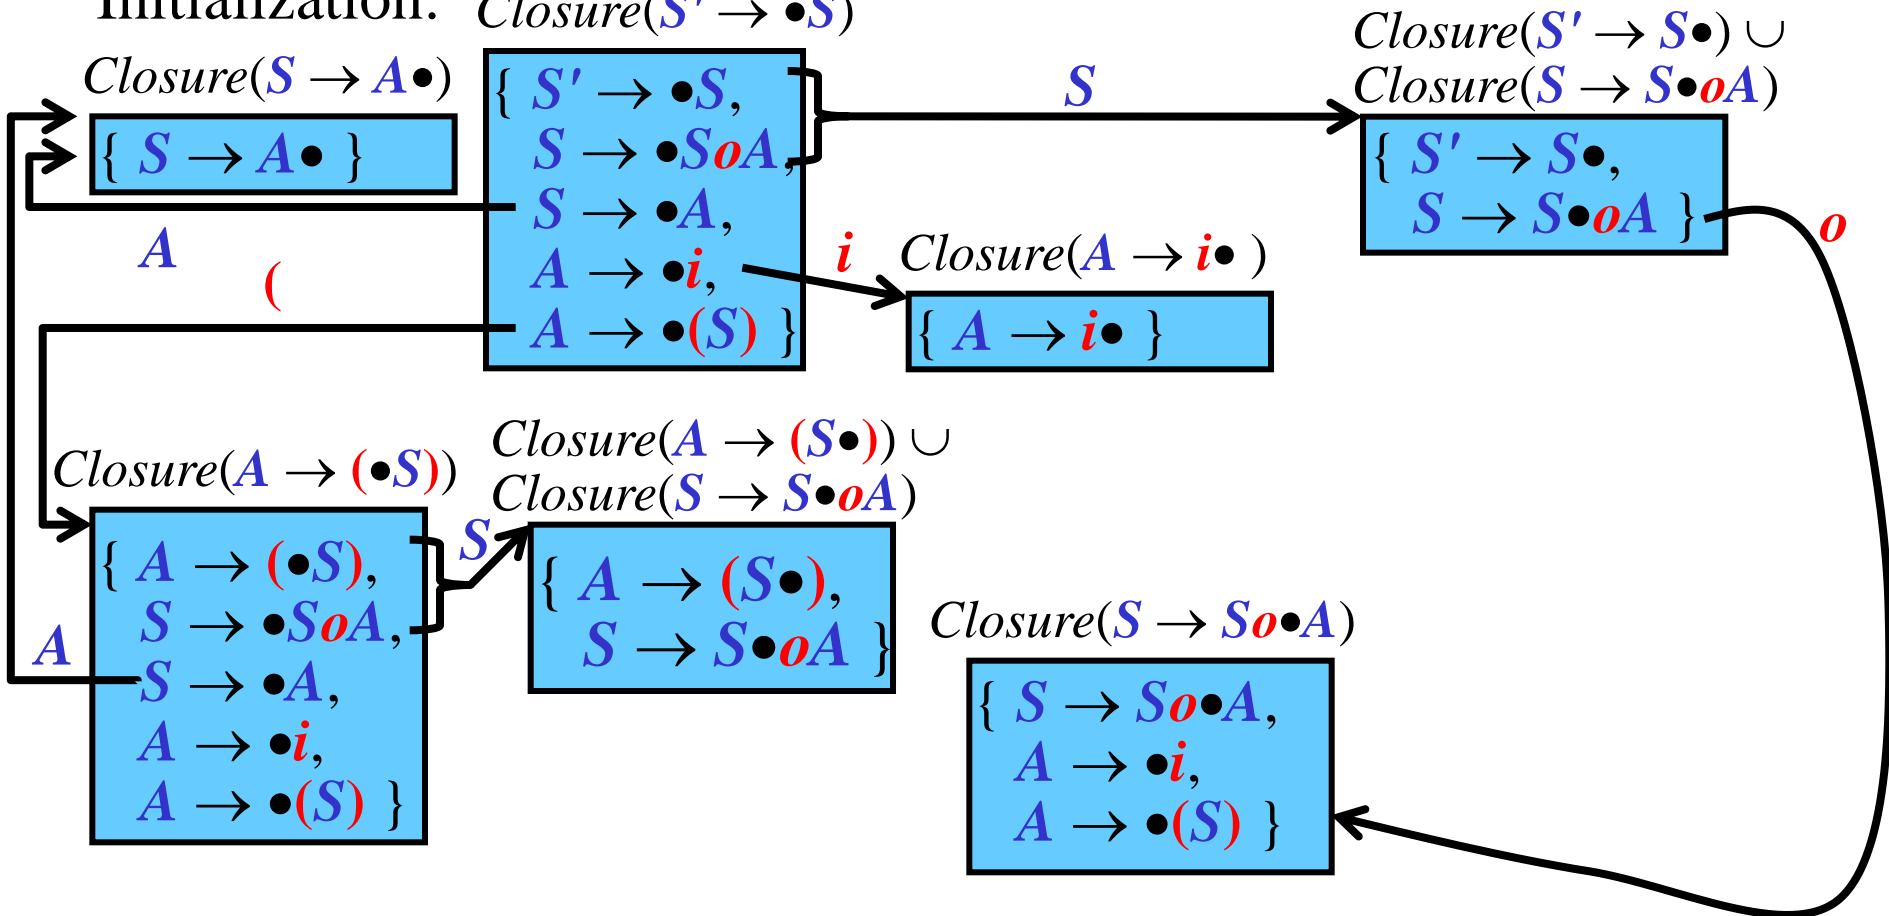 Initialization:
Closure(S' → •S)
Closure(S → A•)
{ S → A• }
{ S' → •S,
S → •SoA,
S → •A,
A → •i,
A → •(S) }
S
Closure(S' → S•) ∪
Closure(S → S•oA)
{ S' → S•,
S → S•oA }
o
A
(
i
Closure(A → i• )
{ A → i• }
Closure(A → (•S))
{ A → (•S),
S → •SoA,
S → •A,
A → •i,
A → •(S) }
A
S
Closure(A → (S•)) ∪
Closure(S → S•oA)
{ A → (S•),
S → S•oA }
Closure(S → So•A)
{ S → So•A,
A → •i,
A → •(S) }